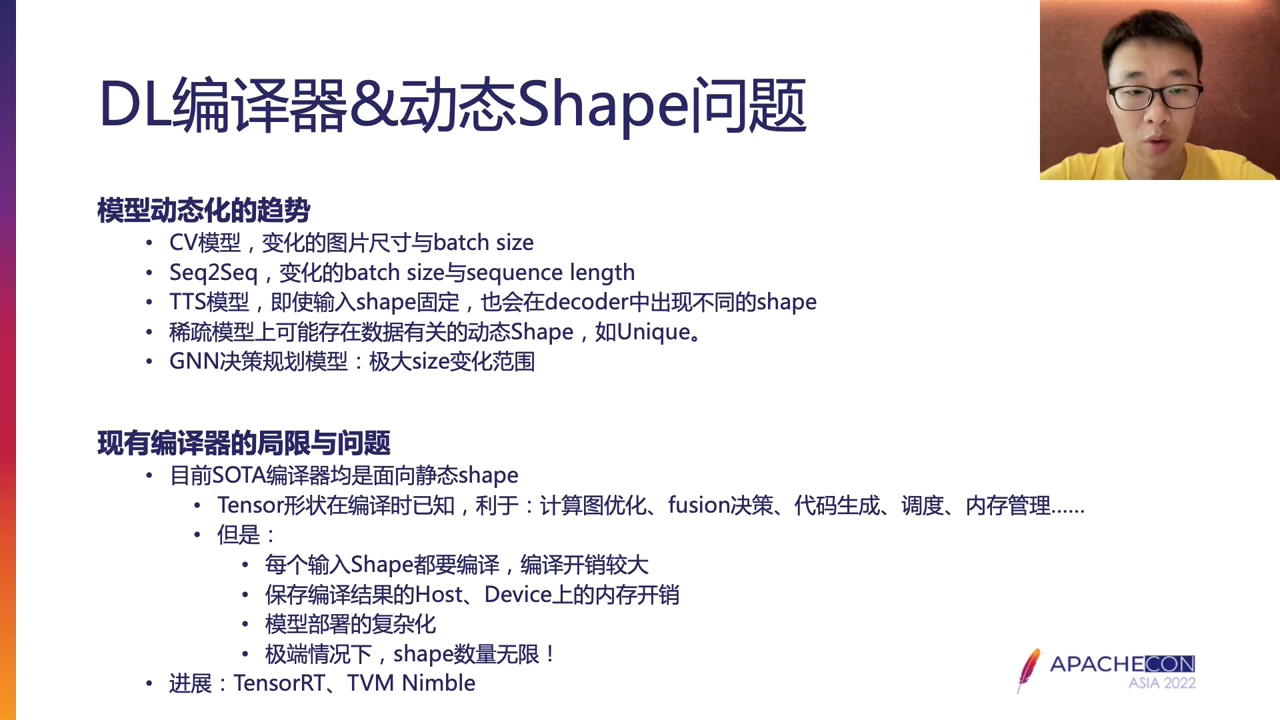 DL编译器&动态Shape问题
模型动态化的趋势
• CV模型，变化的图片尺寸与batch size
• Seq2Seq，变化的batch size与sequence length
• TTS模型，即使输入shape固定，也会在decoder中出现不同的shape
• 稀疏模型上可能存在数据有关的动态Shape，如Unique。
• GNN决策规划模型：极大size变化范围
现有编译器的局限与问题
• 目前SOTA编译器均是面向静态shape
• Tensor形状在编译时已知，利于：计算图优化、fusion决策、代码生成、调度、内存管理......
• 但是：
• 每个输入Shape都要编译，编译开销较大
• 保存编译结果的Host、Device上的内存开销
• 模型部署的复杂化
• 极端情况下，shape数量无限！
• 进展：TensorRT、TVM Nimble
APACHECON
ASIA 2022